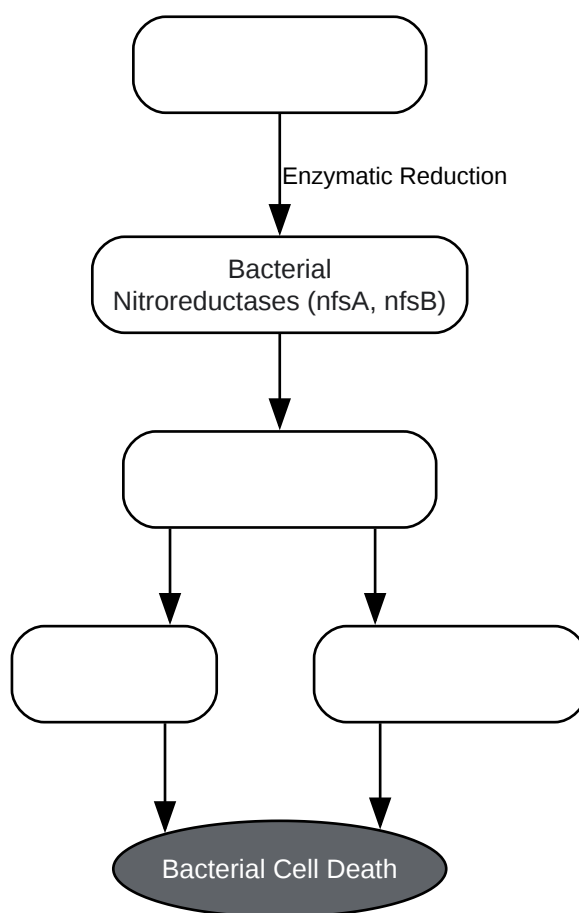 Enzymatic Reduction
Bacterial
Nitroreductases (nfsA, nfsB)
Bacterial Cell Death